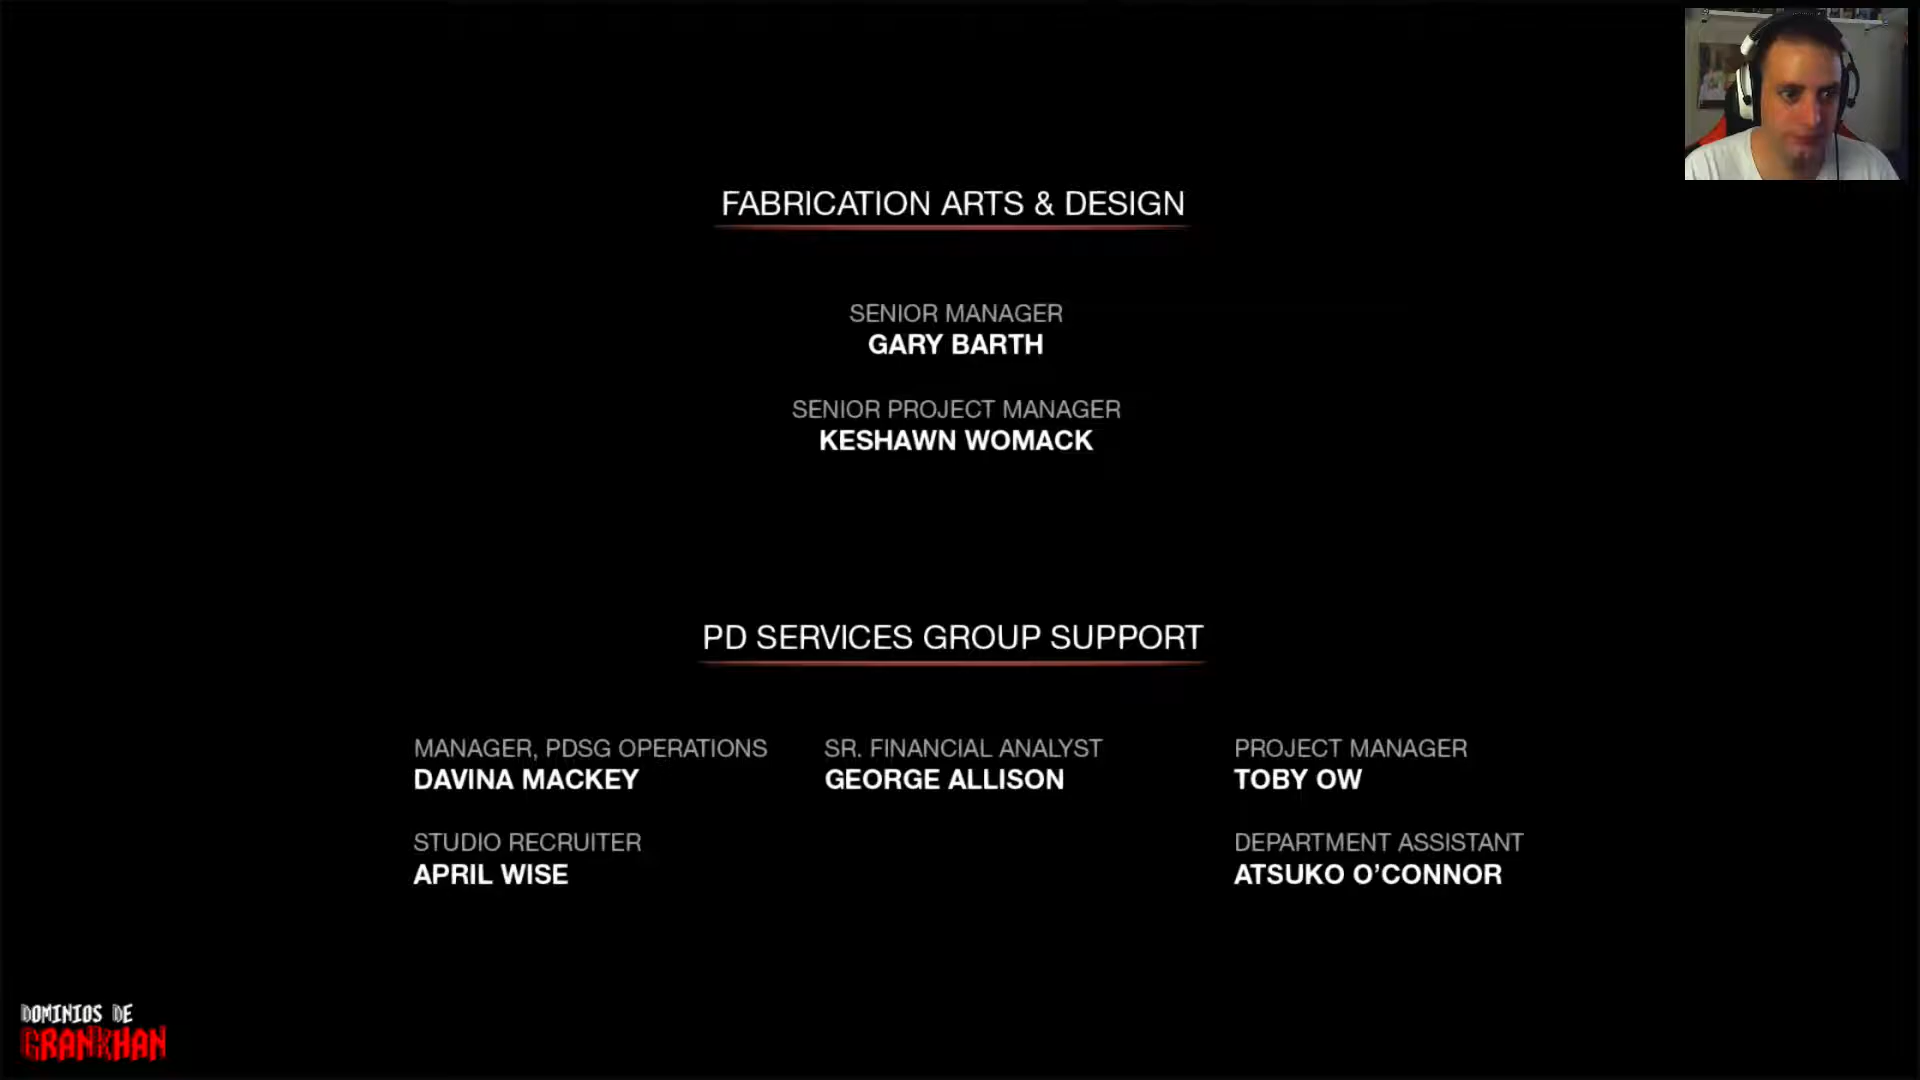 FABRICATION ARTS & DESIGN
SENIOR MANAGER
GARY BARTH
SENIOR PROJECT MANAGER
KESHAWN WOMACK
PD SERVICES GROUP SUPPORT
MANAGER, PDSG OPERATIONS
DAVINA MACKEY
SR. FINANCIAL ANALYST
GEORGE ALLISON
PROJECT MANAGER
TOBY OW
STUDIO RECRUITER
APRIL WISE
DEPARTMENT ASSISTANT
ATSUKO O’CONNOR
DOMINIOS DE
GRANKHAN